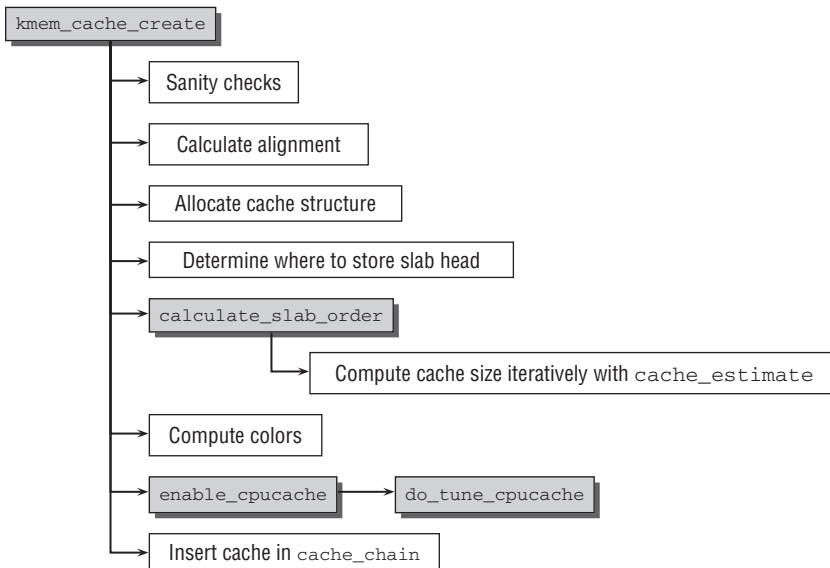 kmem_cache_create
Sanity checks
Calculate alignment
Allocate cache structure
Determine where to store slab head
calculate_slab_order
Compute cache size iteratively with cache_estimate
Compute colors
enable_cpucache
do_tune_cpucache
Insert cache in cache_chain